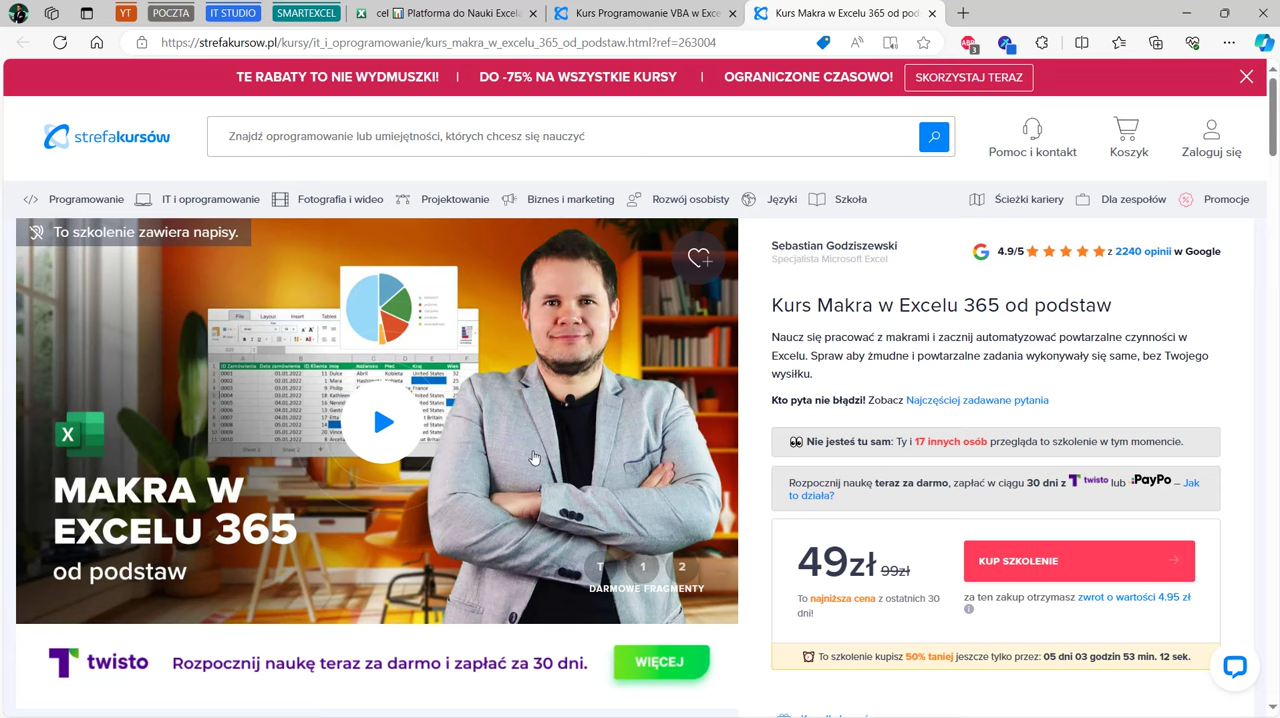 YT
POCZTA
IT STUDIO
SMARTEXCEL
cel 📊 Platforma do Nauki Excela
Kurs Programowanie VBA w Exce
Kurs Makra w Excelu 365 od pod
https://strefakursow.pl/kursy/it_i_oprogramowanie/kurs_makra_w_excelu_365_od_podstaw.html?ref=263004
TE RABATY TO NIE WYDMUSZKI! | DO -75% NA WSZYSTKIE KURSY | OGRANICZONE CZASOWO! SKORZYSTAJ TERAZ
strefakursów
Znajdź oprogramowanie lub umiejętności, których chcesz się nauczyć
Pomoc i kontakt
Koszyk
Zaloguj się
Programowanie
IT i oprogramowanie
Fotografia i wideo
Projektowanie
Biznes i marketing
Rozwój osobisty
Języki
Szkoła
Ścieżki kariery
Dla zespołów
Promocje
To szkolenie zawiera napisy.
MAKRA W
EXCELU 365
od podstaw
T 1 2
DARMOWE FRAGMENTY
twisto
Rozpocznij naukę teraz za darmo i zapłać za 30 dni.
WIĘCEJ
Sebastian Godziszewski
Specjalista Microsoft Excel
4.9/5 z 2240 opinii w Google
Kurs Makra w Excelu 365 od podstaw
Naucz się pracować z makrami i zacznij automatyzować powtarzalne czynności w
Excelu. Spraw aby żmudne i powtarzalne zadania wykonywały się same, bez Twojego
wysiłku.
Kto pyta nie błądzi! Zobacz Najczęściej zadawane pytania
Nie jesteś tu sam: Ty i 17 innych osób przegląda to szkolenie w tym momencie.
Rozpocznij naukę teraz za darmo, zapłać w ciągu 30 dni z twisto lub PayPo – Jak
to działa?
49zł 99zł
To najniższa cena z ostatnich 30
dni!
KUP SZKOLENIE
za ten zakup otrzymasz zwrot o wartości 4.95 zł
To szkolenie kupisz 50% taniej jeszcze tylko przez: 05 dni 03 godzin 53 min. 12 sek.